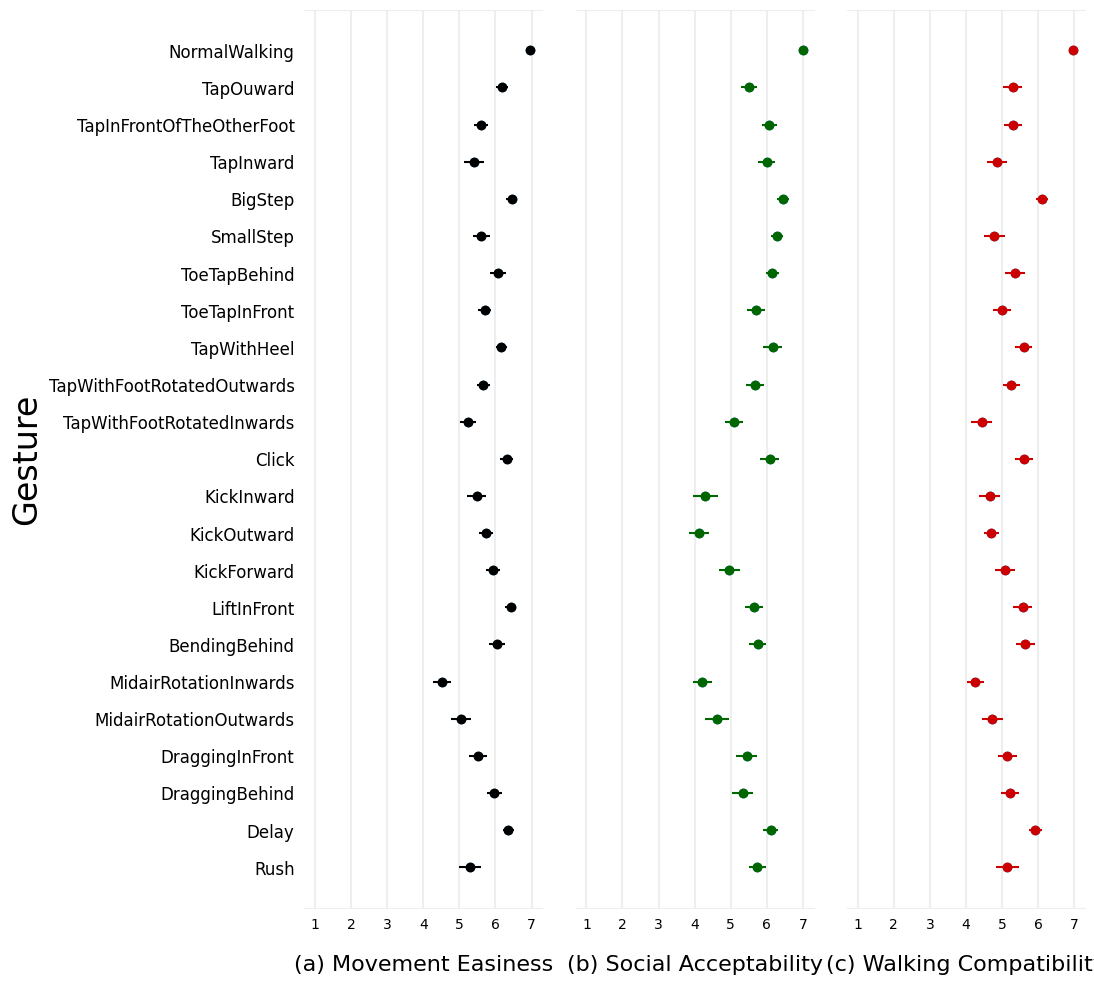 Gesture
NormalWalking
TapOuward
TapInFrontOfTheOtherFoot
TapInward
BigStep
SmallStep
ToeTapBehind
ToeTapInFront
TapWithHeel
TapWithFootRotatedOutwards
TapWithFootRotatedInwards
Click
KickInward
KickOutward
KickForward
LiftInFront
BendingBehind
MidairRotationInwards
MidairRotationOutwards
DraggingInFront
DraggingBehind
Delay
Rush
1 2 3 4 5 6 7
(a) Movement Easiness
1 2 3 4 5 6 7
(b) Social Acceptability
1 2 3 4 5 6 7
(c) Walking Compatibilit